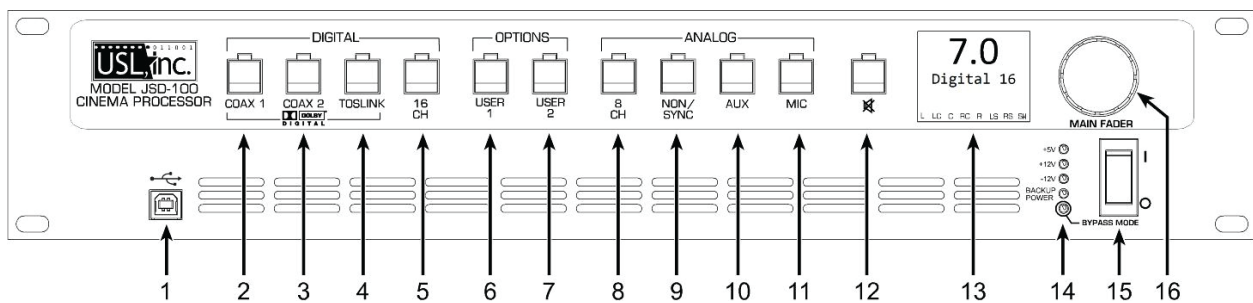 DIGITAL OPTIONS ANALOG
011001
USL, inc.
MODEL JSD-100
CINEMA PROCESSOR
COAX 1 COAX 2 TOSLINK 16 CH USER 1 USER 2 8 CH NON/SYNC AUX MIC
DOLBY
DIGITAL
7.0
Digital 16
L LC C RC R LS RS SW
MAIN FADER
+5V
+12V
-12V
BACKUP
POWER
BYPASS MODE
I
O
1 2 3 4 5 6 7 8 9 10 11 12 13 14 15 16